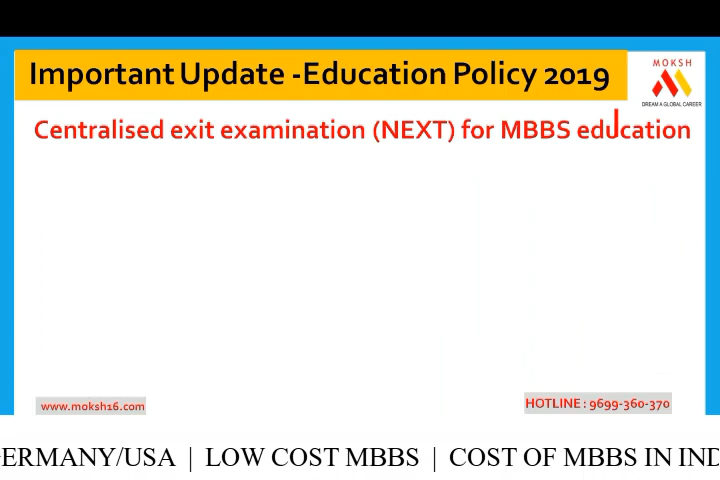 Important Update -Education Policy 2019
MOKSH
DREAM A GLOBAL CAREER
Centralised exit examination (NEXT) for MBBS education
www.moksh16.com
HOTLINE : 9699-360-370
ERMANY/USA | LOW COST MBBS | COST OF MBBS IN IND